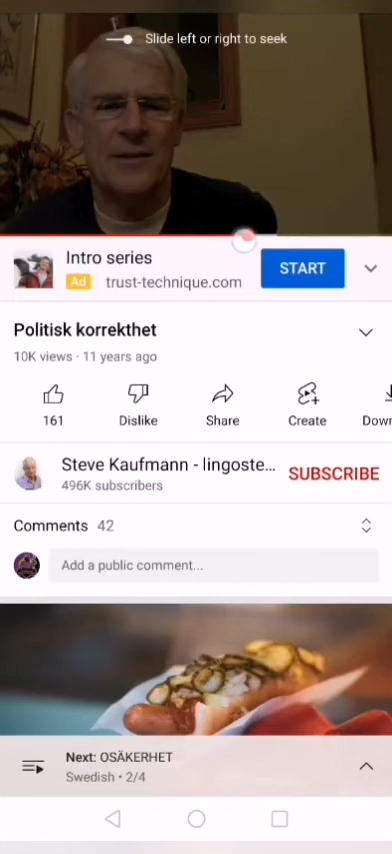 Slide left or right to seek
Intro series
START
Ad trust-technique.com
Politisk korrekthet
10K views · 11 years ago
161
Dislike
Share
Create
Down
Steve Kaufmann - lingoste...
SUBSCRIBE
496K subscribers
Comments 42
Add a public comment...
Next: OSÄKERHET
Swedish • 2/4